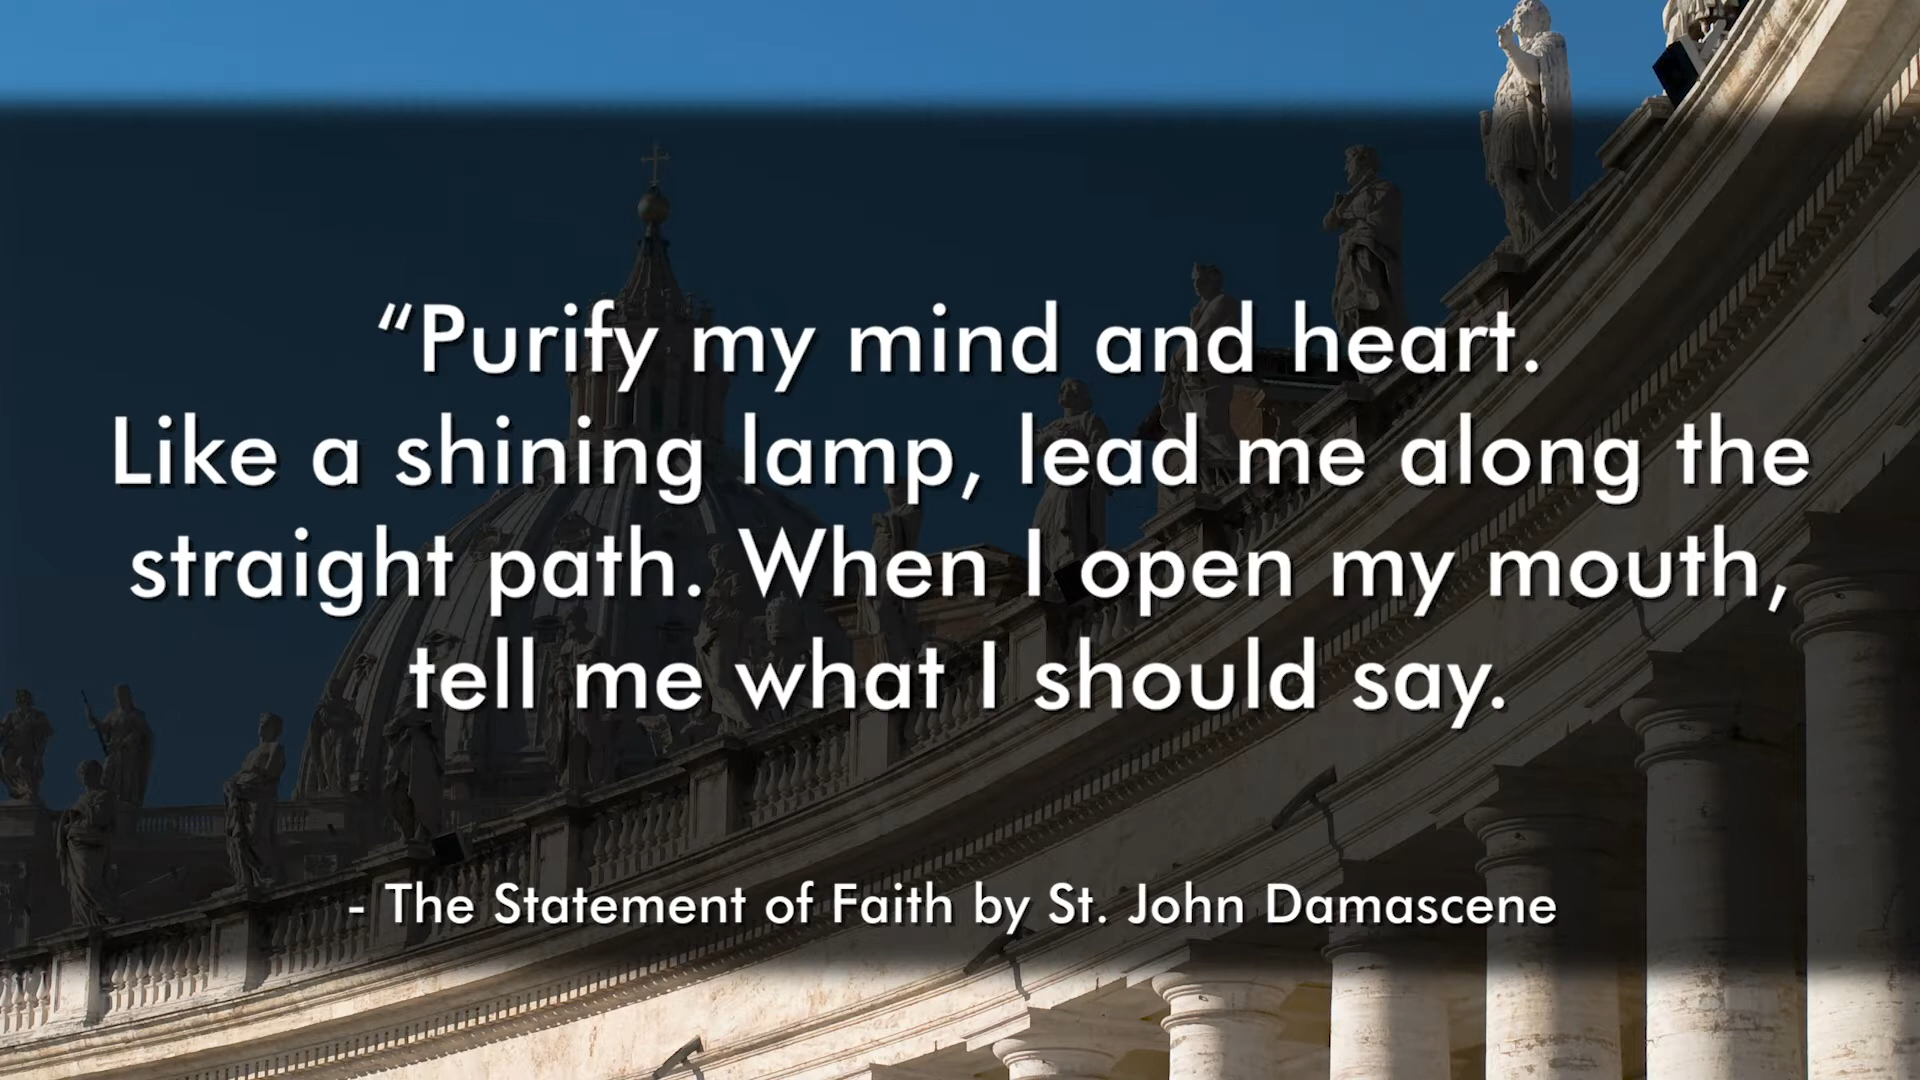 “Purify my mind and heart.
Like a shining lamp, lead me along the
straight path. When I open my mouth,
tell me what I should say.
- The Statement of Faith by St. John Damascene